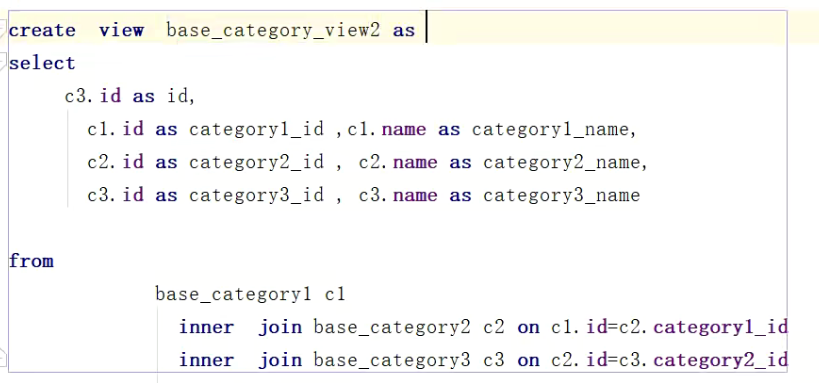 create view base_category_view2 as
select
c3.id as id,
c1.id as category1_id ,c1.name as category1_name,
c2.id as category2_id , c2.name as category2_name,
c3.id as category3_id , c3.name as category3_name
from
base_category1 c1
inner join base_category2 c2 on c1.id=c2.category1_id
inner join base_category3 c3 on c2.id=c3.category2_id